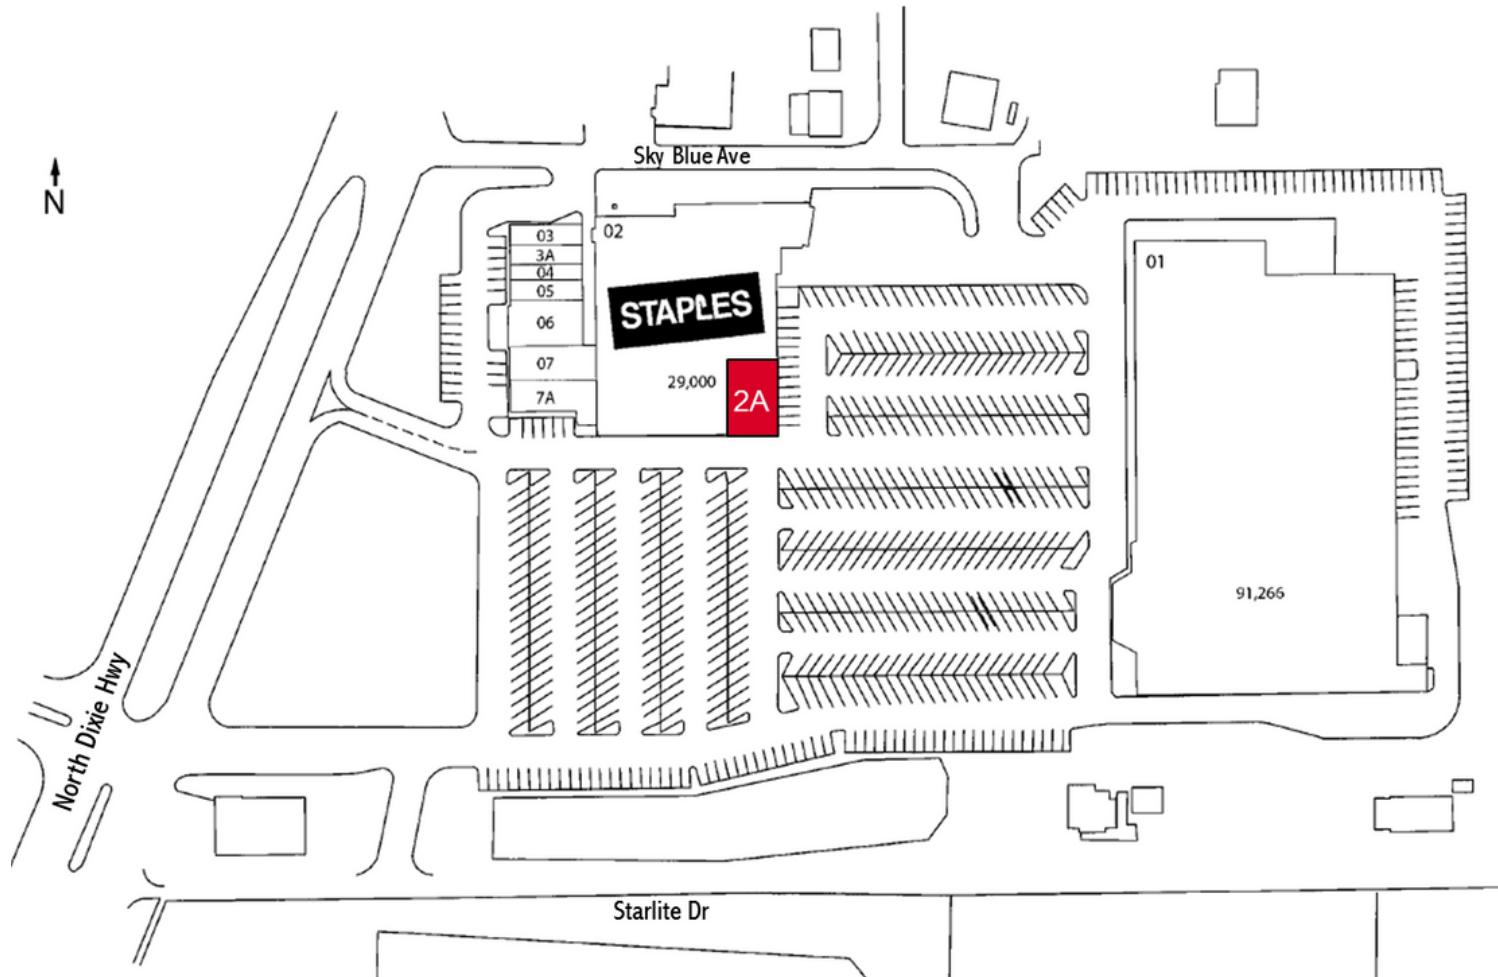 Sky Blue Ave
N
03
02
3A
01
04
05
STAPLES
06
07
29,000
2A
7A
91,266
North Dixie Hwy
Starlite Dr